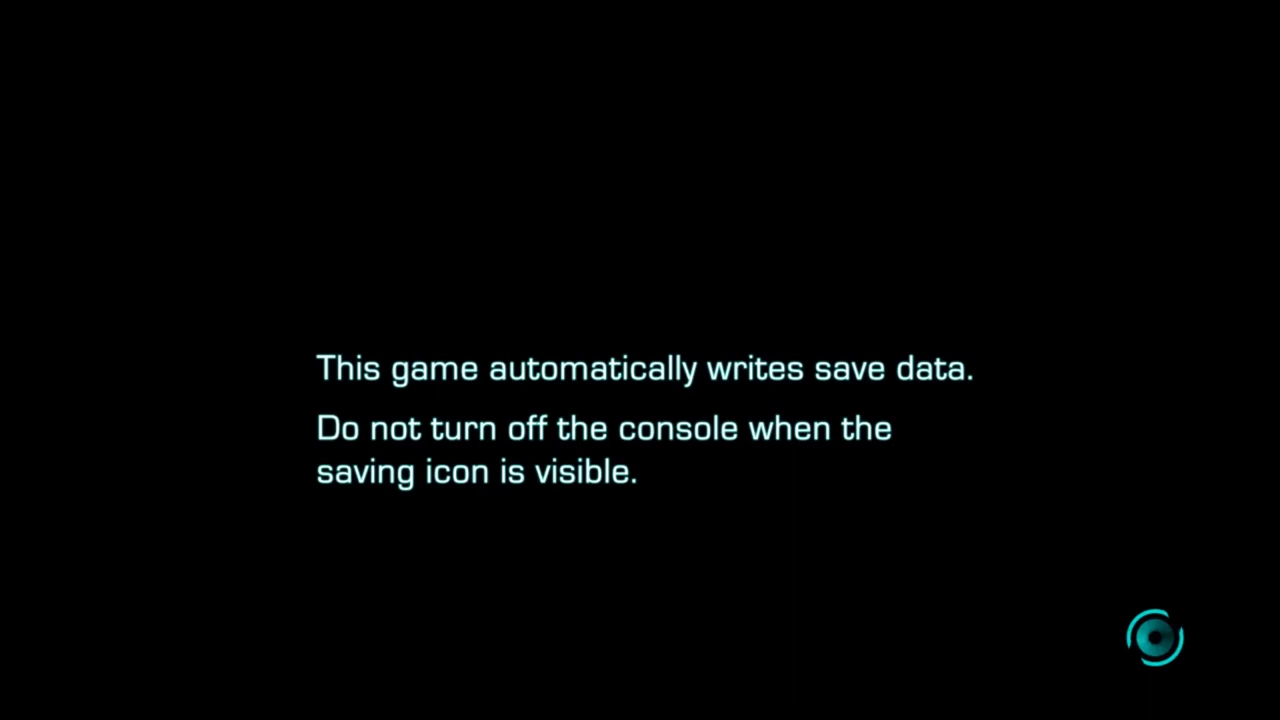 This game automatically writes save data.
Do not turn off the console when the
saving icon is visible.